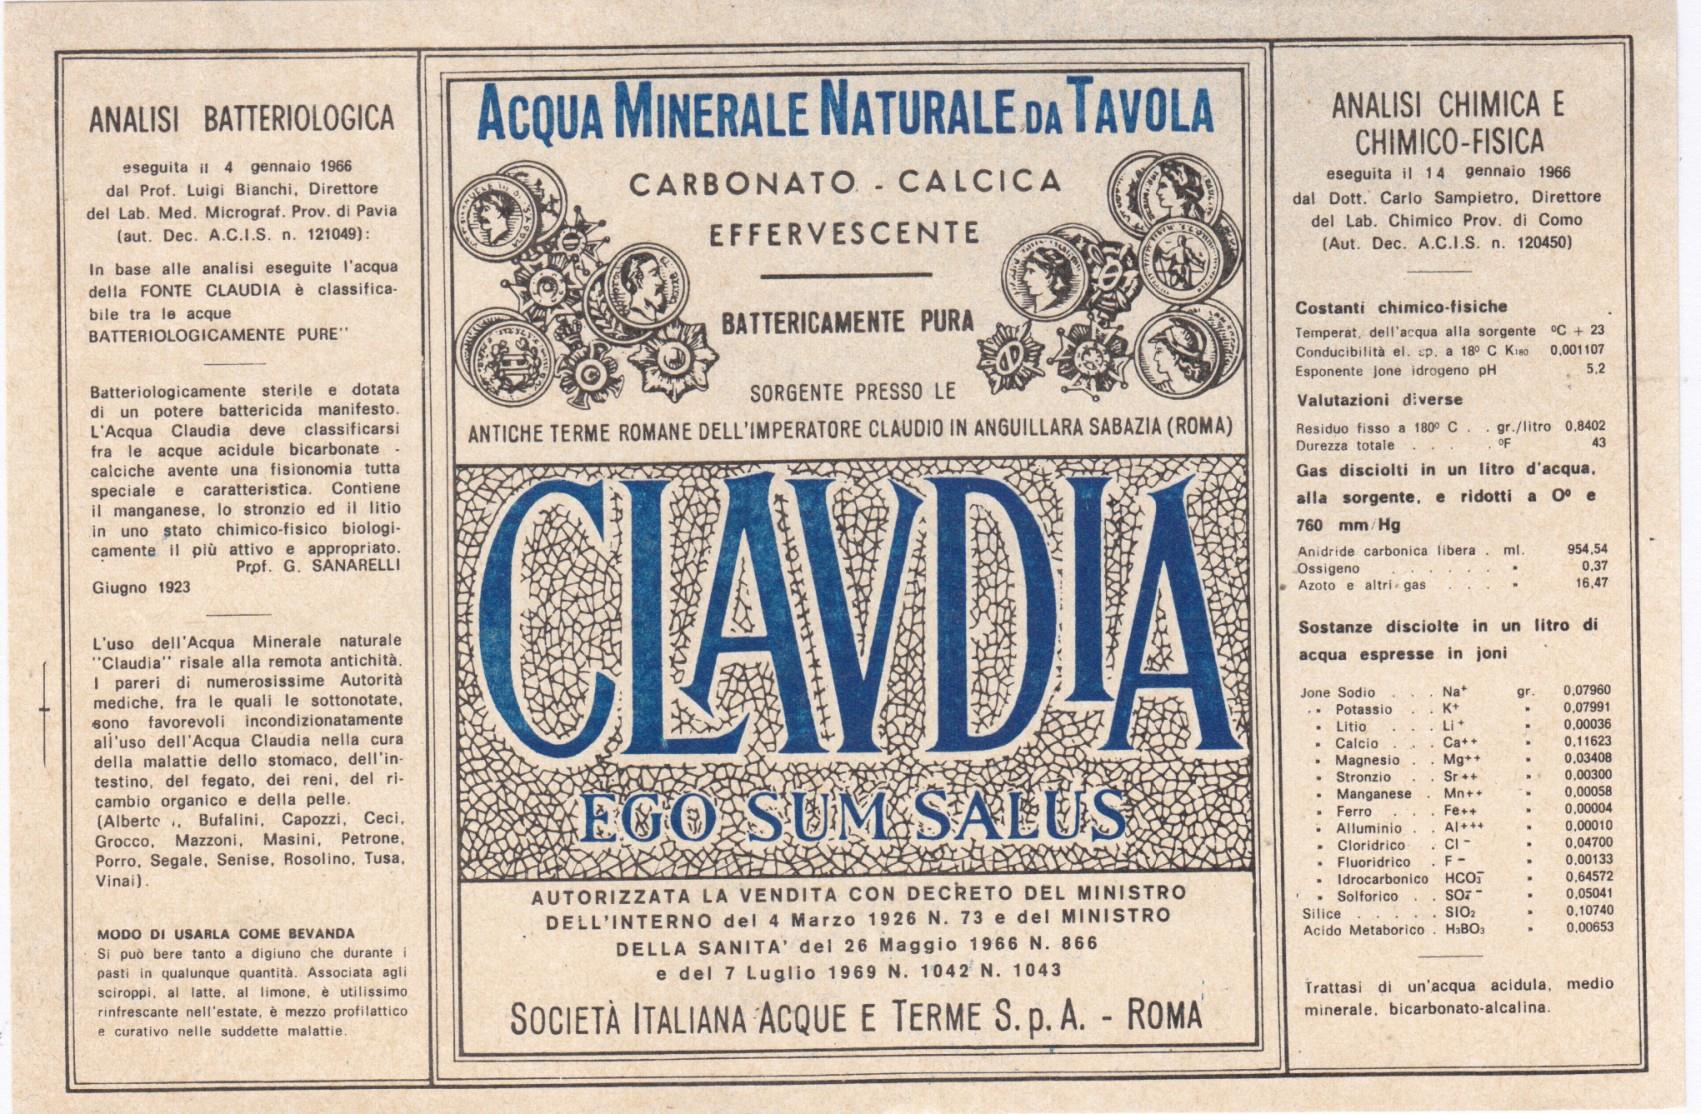 ANALISI BATTERIOLOGICA
eseguita il 4 gennaio 1966
dal Prof. Luigi Bianchi, Direttore
del Lab. Med. Micrograf. Prov. di Pavia
(aut. Dec. A.C.I.S. n. 121049):
In base alle analisi eseguite l'acqua
della FONTE CLAUDIA è classifica-
bile tra le acque
BATTERIOLOGICAMENTE PURE"
Batteriologicamente sterile e dotata
di un potere battericida manifesto.
L'Acqua Claudia deve classificarsi
fra le acque acidule bicarbonate -
calciche avente una fisionomia tutta
speciale e caratteristica. Contiene
il manganese, lo stronzio ed il litio
in uno stato chimico-fisico biologi-
camente il più attivo e appropriato.
Prof. G. SANARELLI
Giugno 1923
L'uso dell'Acqua Minerale naturale
"Claudia" risale alla remota antichità.
I pareri di numerosissime Autorità
mediche, fra le quali le sottonotate,
sono favorevoli incondizionatamente
all'uso dell'Acqua Claudia nella cura
della malattie dello stomaco, dell'in-
testino, del fegato, dei reni, del ri-
cambio organico e della pelle.
Bufalini, Capozzi, Ceci,
Grocco, Mazzoni, Masini, Petrone,
Porro, Segale, Senise, Rosolino, Tusa,
Vinai).
MODO DI USARLA COME BEVANDA
Si può bere tanto a digiuno che durante i
pasti in qualunque quantità. Associata agli
sciroppi, al latte, al limone, è utilissimo
rinfrescante nell'estate, è mezzo profilattico
e curativo nelle suddette malattie.
ACQUA MINERALE NATURALE DA TAVOLA
CARBONATO - CALCICA
EFFERVESCENTE
BATTERICAMENTE PURA
SORGENTE PRESSO LE
ANTICHE TERME ROMANE DELL'IMPERATORE CLAUDIO IN ANGUILLARA SABAZIA (ROMA)
CLAVDIA
EGO SUM SALUS
AUTORIZZATA LA VENDITA CON DECRETO DEL MINISTRO
DELL'INTERNO del 4 Marzo 1926 N. 73 e del MINISTRO
DELLA SANITA' del 26 Maggio 1966 N. 866
e del 7 Luglio 1969 N. 1042 N. 1043
SOCIETÀ ITALIANA ACQUE E TERME S.p.A. - ROMA
ANALISI CHIMICA E
CHIMICO-FISICA
eseguita il 14 gennaio 1966
dal Dott. Carlo Sampietro, Direttore
del Lab. Chimico Prov. di Como
(Aut. Dec. A.C.I.S. n. 120450)
Costanti chimico-fisiche
Temperat. dell'acqua alla sorgente ºC + 23
Conducibilità el. sp. a 18º C K180 0,001107
Esponente jone idrogeno pH 5,2
Valutazioni diverse
Residuo fisso a 180º C . . gr./litro 0,8402
Durezza totale . . . . ºF 43
Gas disciolti in un litro d'acqua,
alla sorgente, e ridotti a 0º e
760 mm/Hg
Anidride carbonica libera . ml. 954,54
Ossigeno . . . . . . . " 0,37
Azoto e altri gas . . . " 16,47
Sostanze disciolte in un litro di
acqua espresse in joni
Jone Sodio . . . Na+ gr. 0,07960
" Potassio . . K+ " 0,07991
" Litio . . . Li+ " 0,00036
" Calcio . . . Ca++ " 0,11623
" Magnesio . . Mg++ " 0,03408
" Stronzio . . Sr++ " 0,00300
" Manganese . Mn++ " 0,00058
" Ferro . . . Fe++ " 0,00004
" Alluminio . . Al+++ " 0,00010
" Cloridrico . Cl− " 0,04700
" Fluoridrico . F− " 0,00133
" Idrocarbonico HCO3− " 0,64572
" Solforico . . SO4−− " 0,05041
Silice . . . . . SIO2 " 0,10740
Acido Metaborico . H3BO3 " 0,00653
Trattasi di un'acqua acidula, medio
minerale, bicarbonato-alcalina.